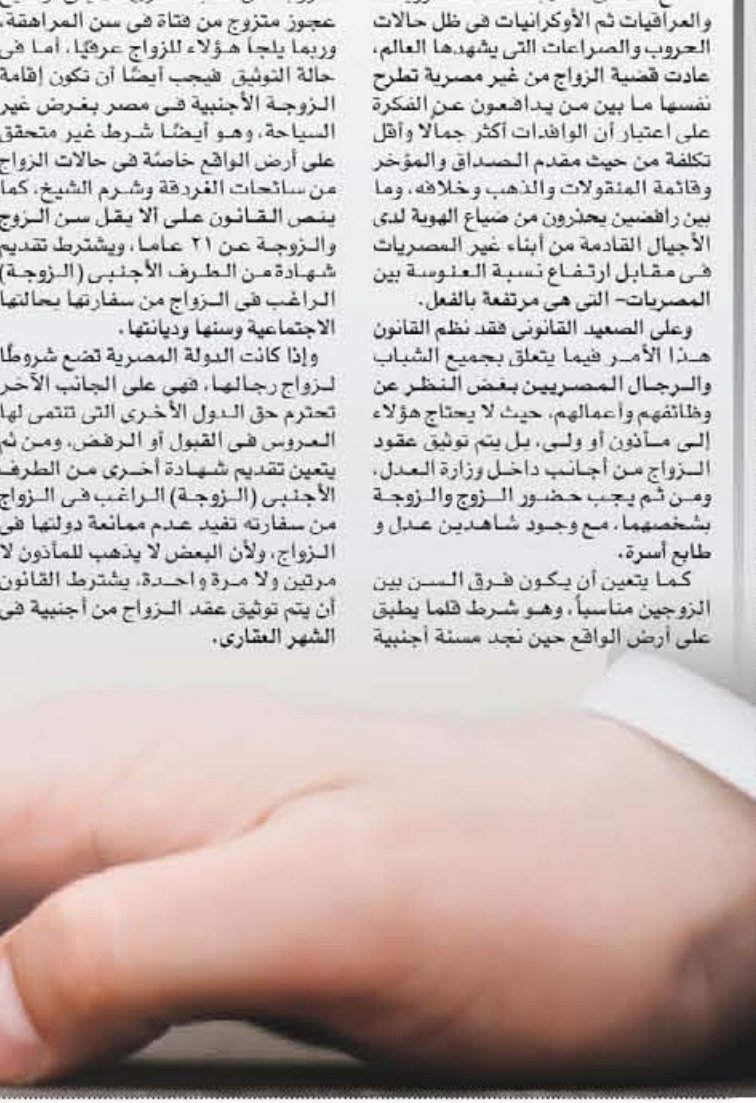 والعراقيات ثم الأوكرانيات فى ظل حالات
الحروب والصراعات التى يشهدها العالم،
عادت قضية الزواج من غير مصرية تطرح
نفسها ما بين من يدافعون عن الفكرة
على اعتبار أن الوافدات أكثر جمالًا وأقل
تكلفة من حيث مقدم الصداق والمؤخر
وقائمة المنقولات والذهب وخلافه، وما
بين رافضين يحذرون من ضياع الهوية لدى
الأجيال القادمة من أبناء غير المصريات
فى مقابل ارتفاع نسبة العنوسة بين
المصريات– التى هى مرتفعة بالفعل.
وعلى الصعيد القانونى فقد نظم القانون
هذا الأمر فيما يتعلق بجميع الشباب
والرجال المصريين بغض النظر عن
وظائفهم وأعمالهم، حيث لا يحتاج هؤلاء
إلى مأذون أو ولى، بل يتم توثيق عقود
الزواج من أجانب داخل وزارة العدل،
ومن ثم يجب حضور الزوج والزوجة
بشخصهما، مع وجود شاهدين عدل و
طابع أسرة.
كما يتعين أن يكون فرق السن بين
الزوجين مناسباً، وهو شرط قلما يطبق
على أرض الواقع حين نجد مسنة أجنبية
عجوز متزوج من فتاة فى سن المراهقة،
وربما يلجأ هؤلاء للزواج عرفيًا، أما فى
حالة التوثيق فيجب أيضًا أن تكون إقامة
الزوجة الأجنبية فى مصر بغرض غير
السياحة، وهو أيضًا شرط غير متحقق
على أرض الواقع خاصًة فى حالات الزواج
من سائحات الغردقة وشرم الشيخ، كما
ينص القانون على ألا يقل سن الزوج
والزوجة عن ٢١ عاما، ويشترط تقديم
شهادة من الطرف الأجنبى (الزوجة)
الراغب فى الزواج من سفارتها بحالتها
الاجتماعية وسنها وديانتها.
وإذا كانت الدولة المصرية تضع شروطًا
لزواج رجالها، فهى على الجانب الآخر
تحترم حق الدول الأخرى التى تنتمى لها
العروس فى القبول أو الرفض، ومن ثم
يتعين تقديم شهادة أخرى من الطرف
الأجنبى (الزوجة) الراغب فى الزواج
من سفارته تفيد عدم ممانعة دولتها فى
الزواج، ولأن البعض لا يذهب للمأذون لا
مرتين ولا مرة واحدة، يشترط القانون
أن يتم توثيق عقد الزواج من أجنبية فى
الشهر العقارى.